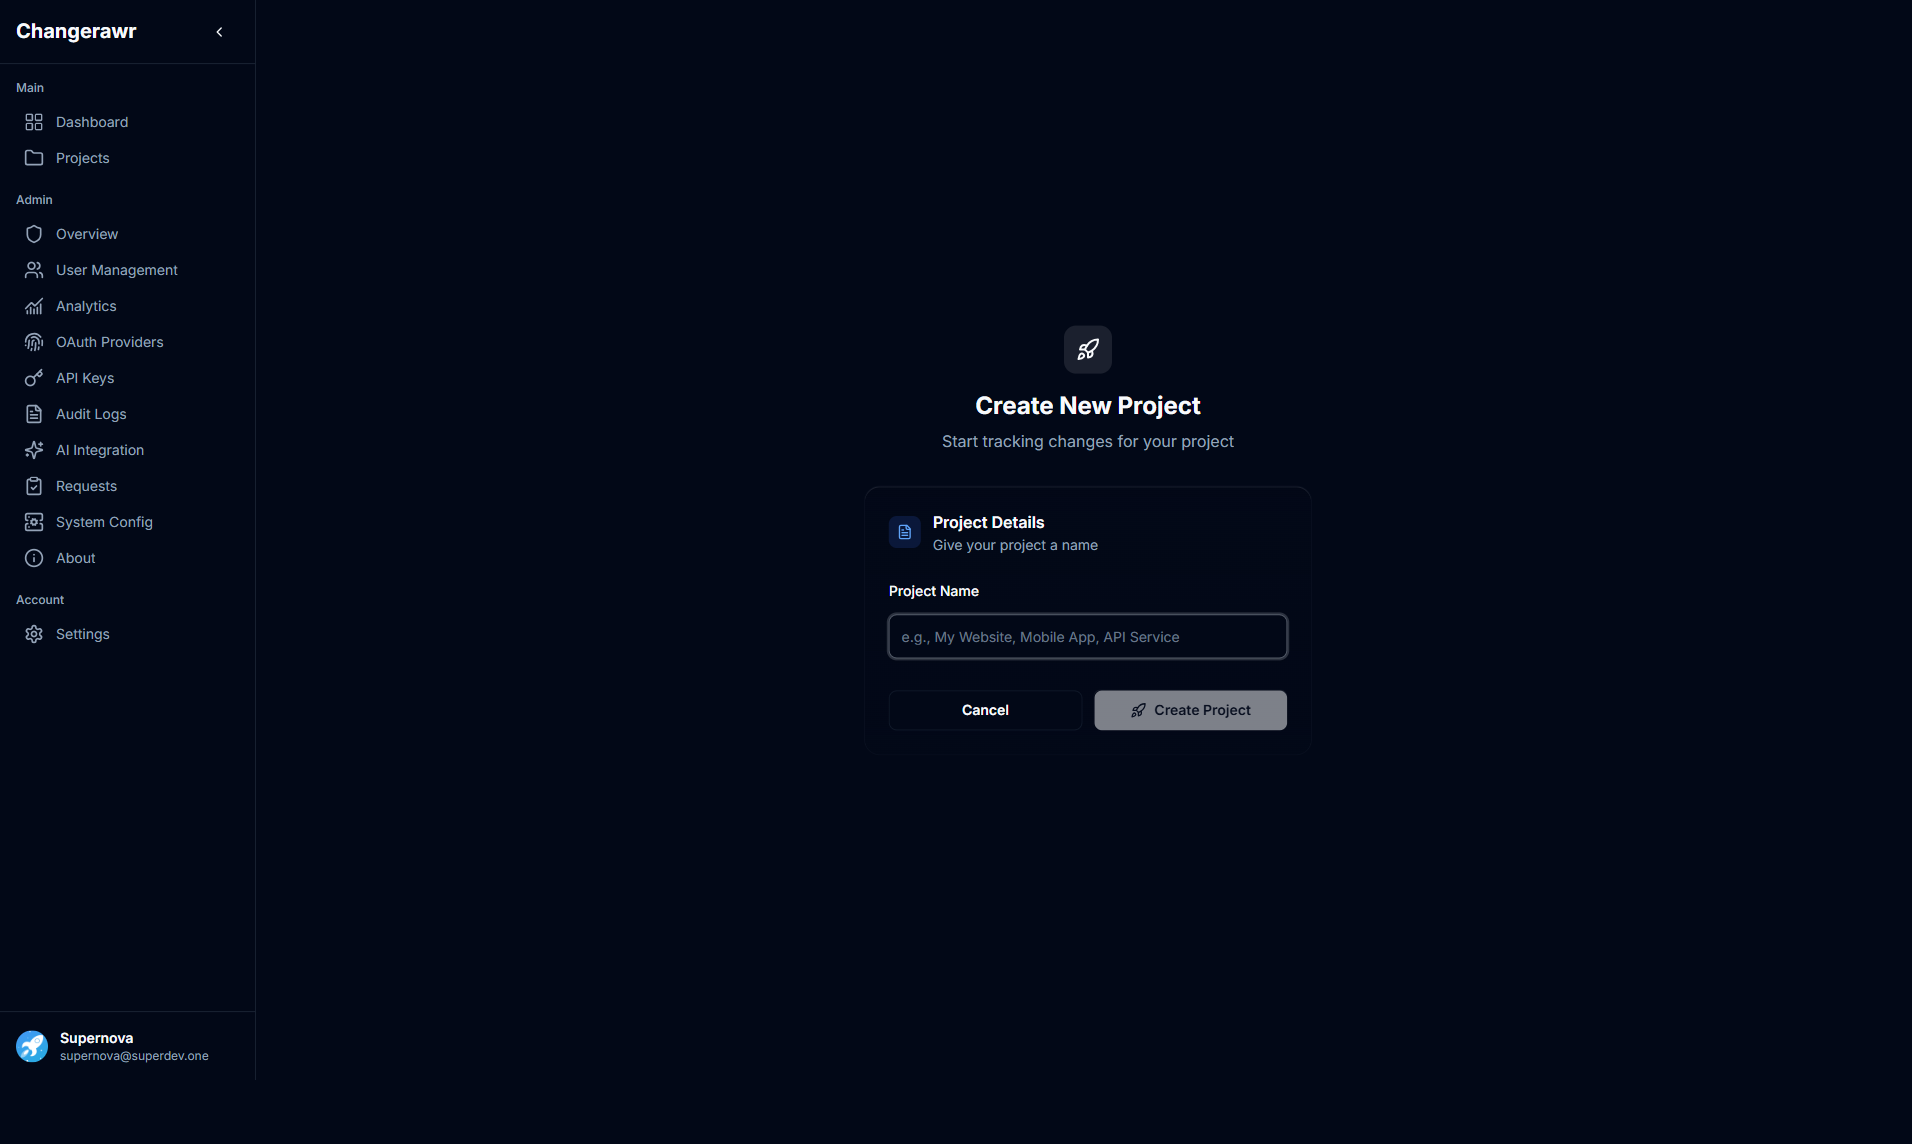 Changerawr
Main
Dashboard
Projects
Admin
Overview
User Management
Analytics
OAuth Providers
API Keys
Audit Logs
AI Integration
Requests
System Config
About
Account
Settings
Supernova
supernova@superdev.one
Create New Project
Start tracking changes for your project
Project Details
Give your project a name
Project Name
e.g., My Website, Mobile App, API Service
Cancel
Create Project